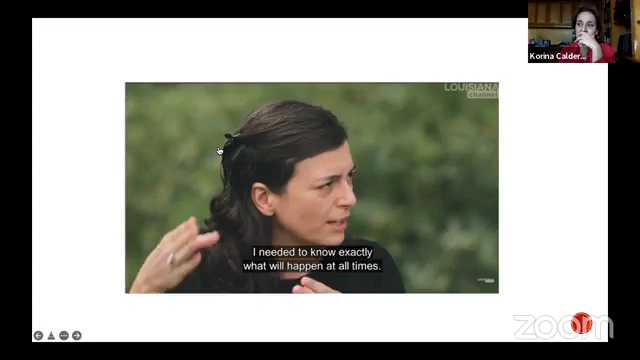 Korina Calder...
LOUISIANA
channel
I needed to know exactly
what will happen at all times.
zoom